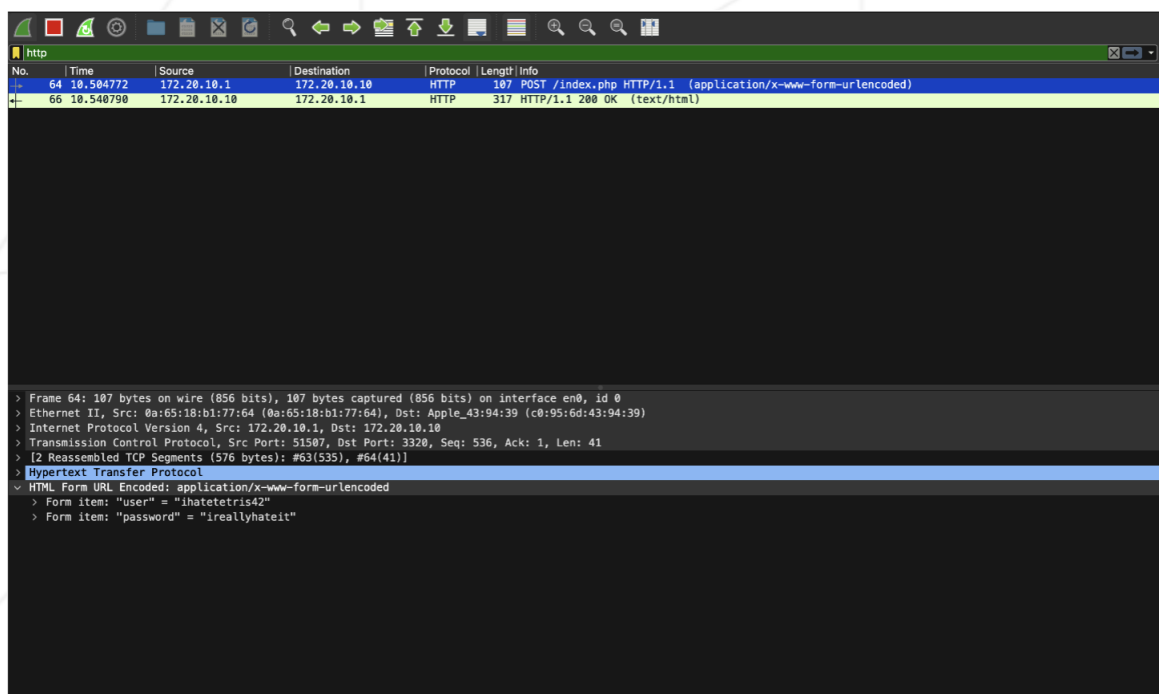 http
No. Time Source Destination Protocol Length Info
64 10.504772 172.20.10.1 172.20.10.10 HTTP 107 POST /index.php HTTP/1.1 (application/x-www-form-urlencoded)
66 10.540790 172.20.10.10 172.20.10.1 HTTP 317 HTTP/1.1 200 OK (text/html)
> Frame 64: 107 bytes on wire (856 bits), 107 bytes captured (856 bits) on interface en0, id 0
> Ethernet II, Src: 0a:65:18:b1:77:64 (0a:65:18:b1:77:64), Dst: Apple_43:94:39 (c0:95:6d:43:94:39)
> Internet Protocol Version 4, Src: 172.20.10.1, Dst: 172.20.10.10
> Transmission Control Protocol, Src Port: 51507, Dst Port: 3320, Seq: 536, Ack: 1, Len: 41
> [2 Reassembled TCP Segments (576 bytes): #63(535), #64(41)]
> Hypertext Transfer Protocol
HTML Form URL Encoded: application/x-www-form-urlencoded
> Form item: "user" = "ihatetetris42"
> Form item: "password" = "ireallyhateit"